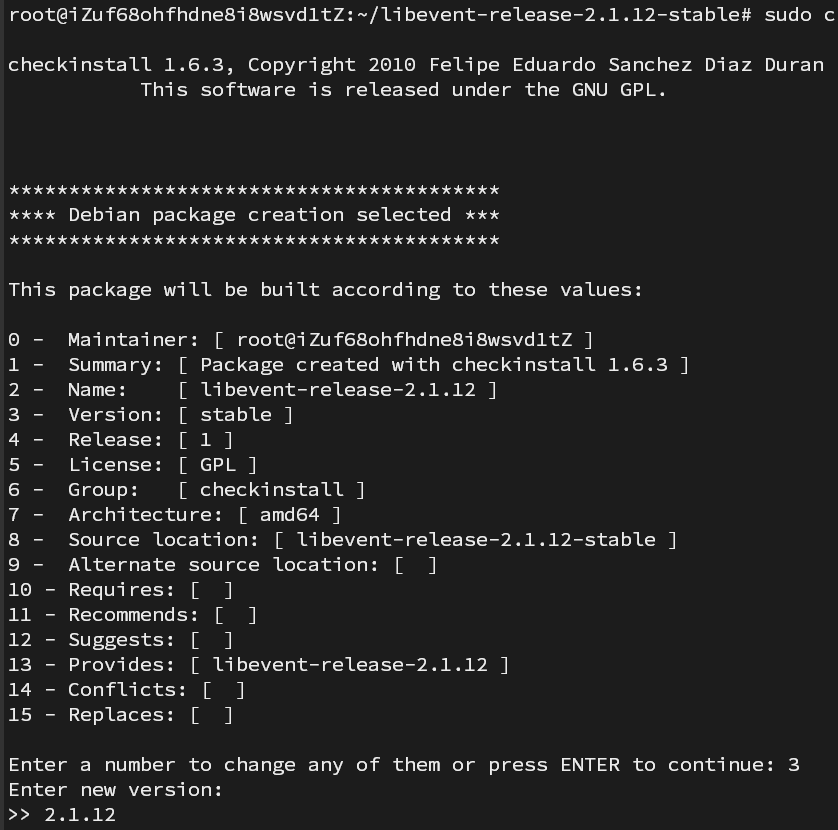 root@iZuf68ohfhdne8i8wsvd1tZ:~/libevent-release-2.1.12-stable# sudo c
checkinstall 1.6.3, Copyright 2010 Felipe Eduardo Sanchez Diaz Duran
This software is released under the GNU GPL.
*****************************************
**** Debian package creation selected ***
*****************************************
This package will be built according to these values:
0 -  Maintainer: [ root@iZuf68ohfhdne8i8wsvd1tZ ]
1 -  Summary: [ Package created with checkinstall 1.6.3 ]
2 -  Name:    [ libevent-release-2.1.12 ]
3 -  Version: [ stable ]
4 -  Release: [ 1 ]
5 -  License: [ GPL ]
6 -  Group:   [ checkinstall ]
7 -  Architecture: [ amd64 ]
8 -  Source location: [ libevent-release-2.1.12-stable ]
9 -  Alternate source location: [  ]
10 - Requires: [  ]
11 - Recommends: [  ]
12 - Suggests: [  ]
13 - Provides: [ libevent-release-2.1.12 ]
14 - Conflicts: [  ]
15 - Replaces: [  ]
Enter a number to change any of them or press ENTER to continue: 3
Enter new version:
>> 2.1.12